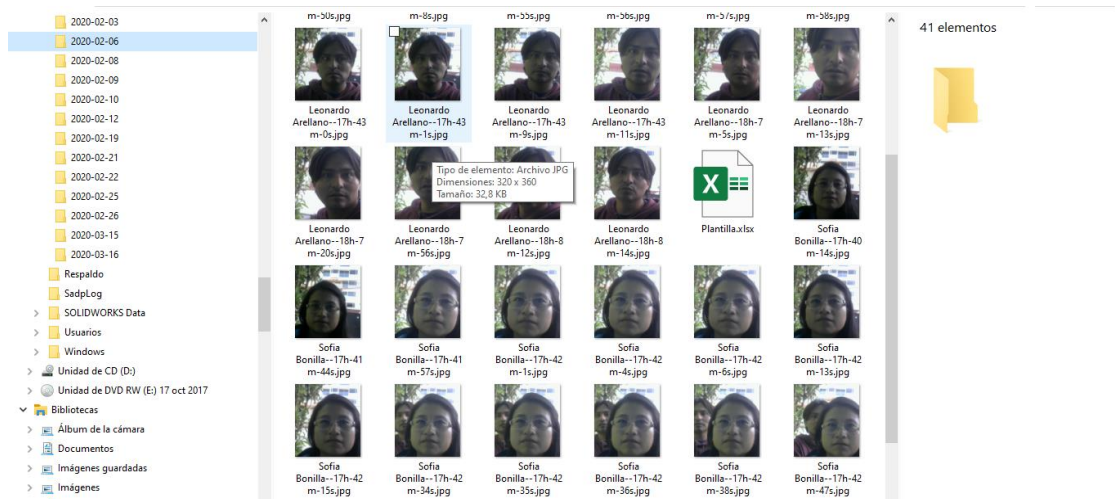 2020-02-03
2020-02-06
2020-02-08
2020-02-09
2020-02-10
2020-02-12
2020-02-19
2020-02-21
2020-02-22
2020-02-25
2020-02-26
2020-03-15
2020-03-16
Respaldo
SadpLog
SOLIDWORKS Data
Usuarios
Windows
Unidad de CD (D:)
Unidad de DVD RW (E:) 17 oct 2017
Bibliotecas
Álbum de la cámara
Documentos
Imágenes guardadas
Imágenes
m-50s.jpg
m-8s.jpg
m-55s.jpg
m-56s.jpg
m-57s.jpg
m-58s.jpg
Leonardo
Arellano--17h-43
m-0s.jpg
Leonardo
Arellano--17h-43
m-1s.jpg
Leonardo
Arellano--17h-43
m-9s.jpg
Leonardo
Arellano--17h-43
m-11s.jpg
Leonardo
Arellano--18h-7
m-5s.jpg
Leonardo
Arellano--18h-7
m-13s.jpg
Tipo de elemento: Archivo JPG
Dimensiones: 320 x 360
Tamaño: 32,8 KB
Leonardo
Arellano--18h-7
m-20s.jpg
Leonardo
Arellano--18h-7
m-56s.jpg
Leonardo
Arellano--18h-8
m-12s.jpg
Leonardo
Arellano--18h-8
m-14s.jpg
X
Plantilla.xlsx
Sofia
Bonilla--17h-40
m-14s.jpg
Sofia
Bonilla--17h-41
m-44s.jpg
Sofia
Bonilla--17h-41
m-57s.jpg
Sofia
Bonilla--17h-42
m-1s.jpg
Sofia
Bonilla--17h-42
m-4s.jpg
Sofia
Bonilla--17h-42
m-6s.jpg
Sofia
Bonilla--17h-42
m-13s.jpg
Sofia
Bonilla--17h-42
m-15s.jpg
Sofia
Bonilla--17h-42
m-34s.jpg
Sofia
Bonilla--17h-42
m-35s.jpg
Sofia
Bonilla--17h-42
m-36s.jpg
Sofia
Bonilla--17h-42
m-38s.jpg
Sofia
Bonilla--17h-42
m-47s.jpg
41 elementos